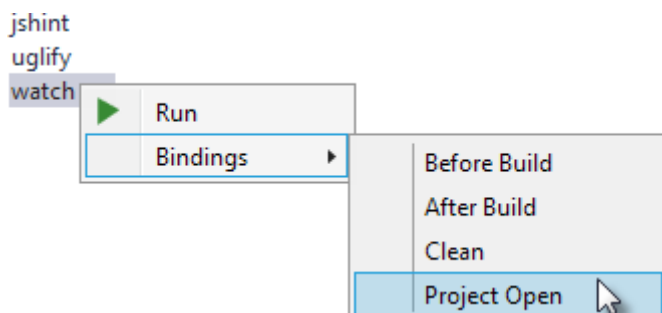 jshint
uglify
watch
Run
Bindings
Before Build
After Build
Clean
Project Open